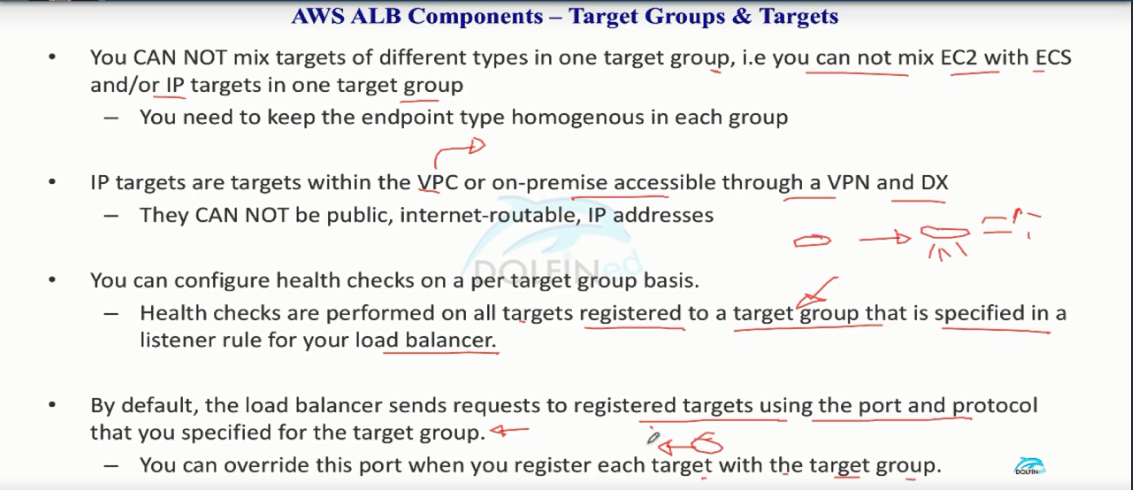 AWS ALB Components – Target Groups & Targets
• You CAN NOT mix targets of different types in one target group, i.e you can not mix EC2 with ECS
and/or IP targets in one target group
– You need to keep the endpoint type homogenous in each group
• IP targets are targets within the VPC or on-premise accessible through a VPN and DX
– They CAN NOT be public, internet-routable, IP addresses
DOLFINed
• You can configure health checks on a per target group basis.
– Health checks are performed on all targets registered to a target group that is specified in a
listener rule for your load balancer.
• By default, the load balancer sends requests to registered targets using the port and protocol
that you specified for the target group.
– You can override this port when you register each target with the target group.
DOLFINed